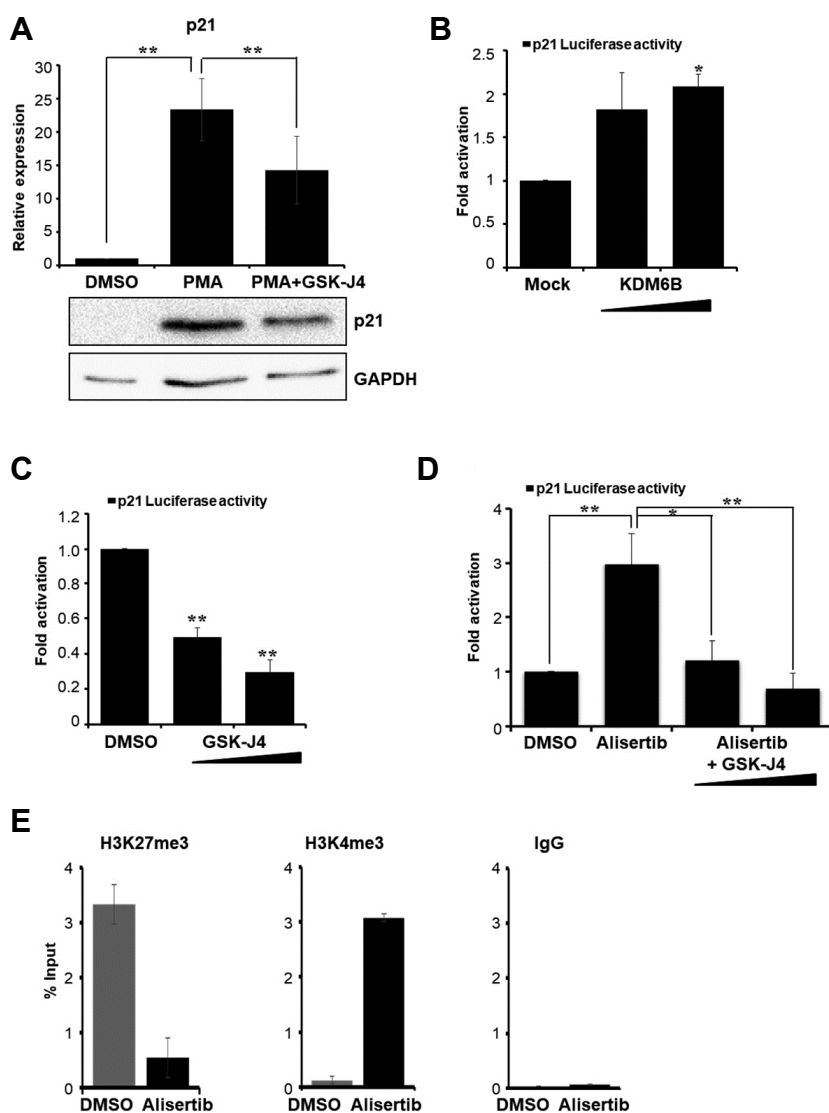 A
p21
**
**
Relative expression
30
25
20
15
10
5
0
DMSO
PMA
PMA+GSK-J4
p21
GAPDH
B
p21 Luciferase activity
Fold activation
2.5
2
1.5
1
0.5
0
*
Mock
KDM6B
C
p21 Luciferase activity
Fold activation
1.2
1.0
0.8
0.6
0.4
0.2
0
**
**
DMSO
GSK-J4
D
p21 Luciferase activity
Fold activation
4
3
2
1
0
**
*
**
DMSO
Alisertib
Alisertib
+ GSK-J4
E
H3K27me3
% Input
4
3
2
1
0
DMSO Alisertib
H3K4me3
4
3
2
1
0
DMSO Alisertib
IgG
4
3
2
1
0
DMSO Alisertib